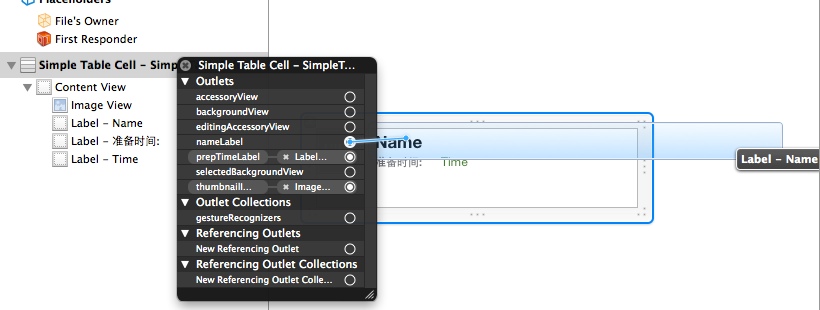 Placeholders
File's Owner
First Responder
Simple Table Cell – Simp
Content View
Image View
Label – Name
Label – 准备时间:
Label – Time
Simple Table Cell – SimpleT...
Outlets
accessoryView
backgroundView
editingAccessoryView
nameLabel
prepTimeLabel Label...
selectedBackgroundView
thumbnailI... Image...
Outlet Collections
gestureRecognizers
Referencing Outlets
New Referencing Outlet
Referencing Outlet Collections
New Referencing Outlet Colle...
Name
准备时间: Time
Label – Name